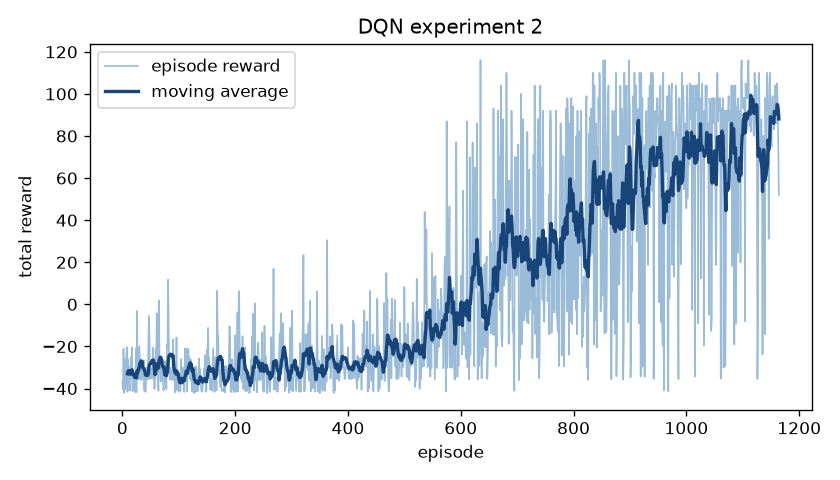 DQN experiment 2
episode reward
moving average
total reward
120
100
80
60
40
20
0
−20
−40
0 200 400 600 800 1000 1200
episode